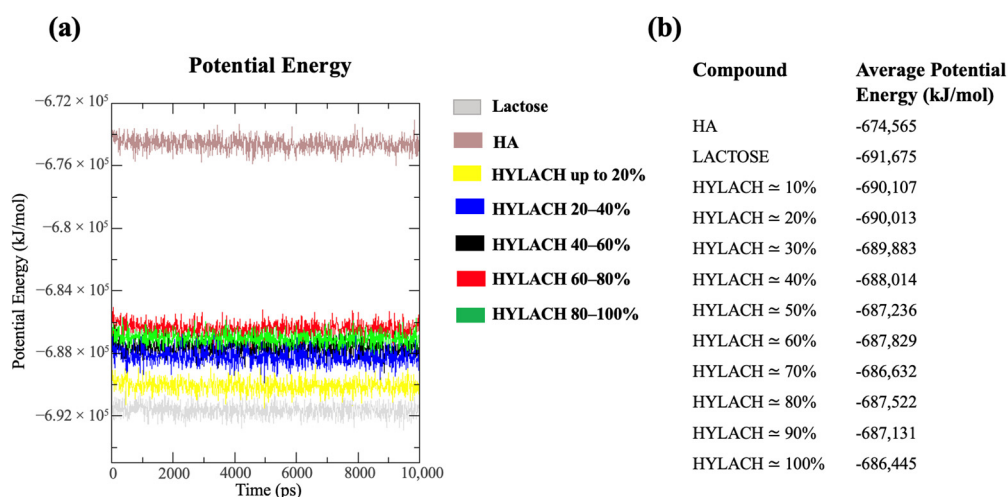 (a)
Potential Energy
−6.72 × 10⁵
−6.76 × 10⁵
−6.8 × 10⁵
−6.84 × 10⁵
−6.88 × 10⁵
−6.92 × 10⁵
Potential Energy (kJ/mol)
0 2000 4000 6000 8000 10,000
Time (ps)
Lactose
HA
HYLACH up to 20%
HYLACH 20–40%
HYLACH 40–60%
HYLACH 60–80%
HYLACH 80–100%
(b)
Compound Average Potential
Energy (kJ/mol)
HA -674,565
LACTOSE -691,675
HYLACH ≃ 10% -690,107
HYLACH ≃ 20% -690,013
HYLACH ≃ 30% -689,883
HYLACH ≃ 40% -688,014
HYLACH ≃ 50% -687,236
HYLACH ≃ 60% -687,829
HYLACH ≃ 70% -686,632
HYLACH ≃ 80% -687,522
HYLACH ≃ 90% -687,131
HYLACH ≃ 100% -686,445